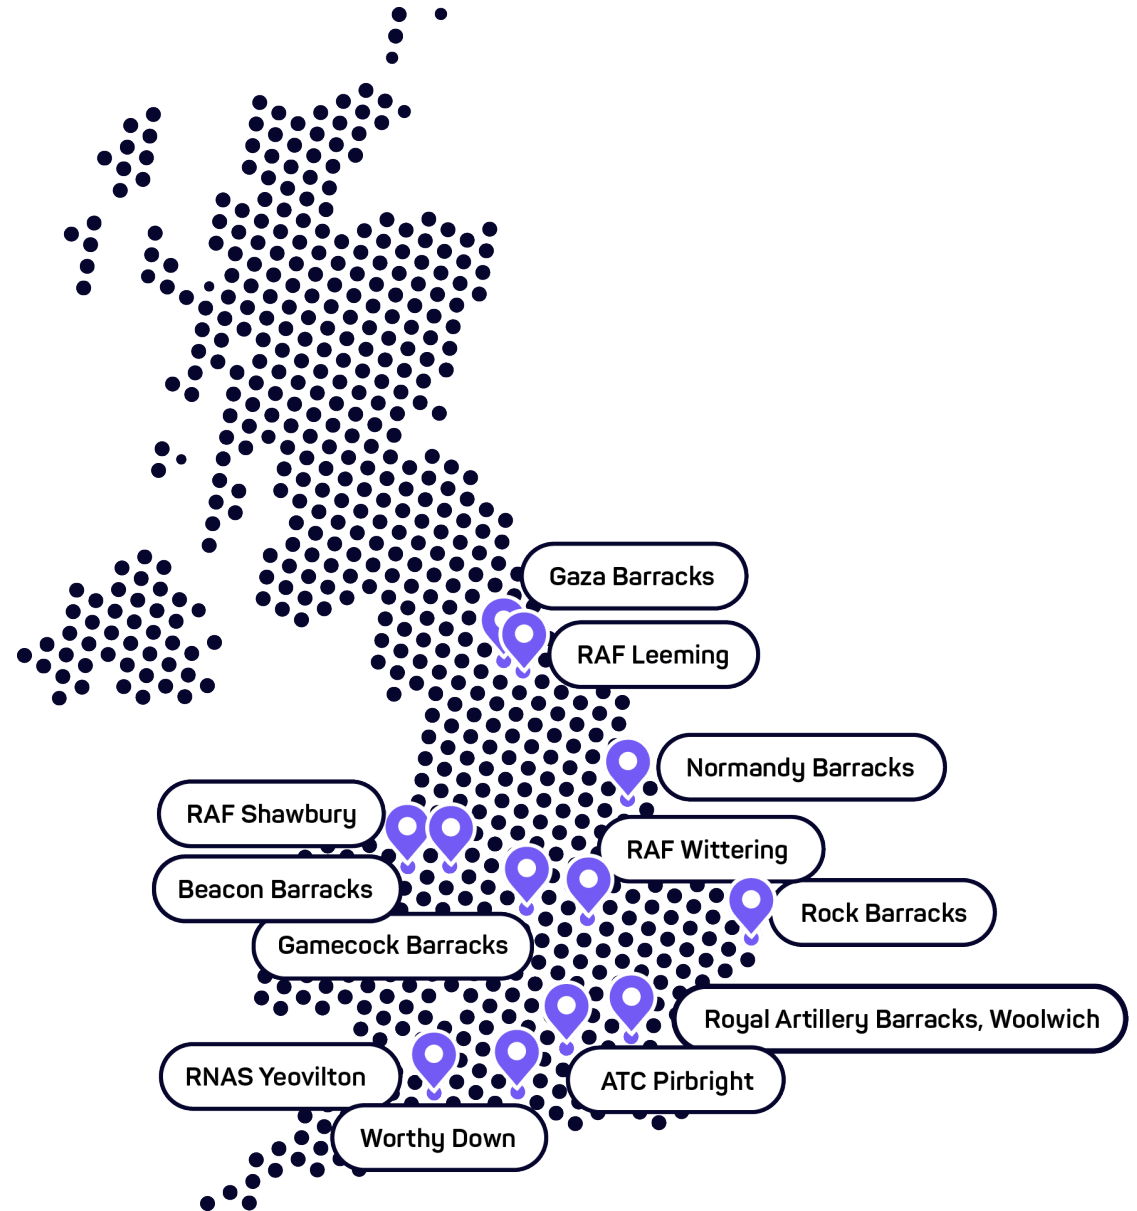 Gaza Barracks
RAF Leeming
Normandy Barracks
RAF Shawbury
RAF Wittering
Beacon Barracks
Rock Barracks
Gamecock Barracks
Royal Artillery Barracks, Woolwich
RNAS Yeovilton
ATC Pirbright
Worthy Down